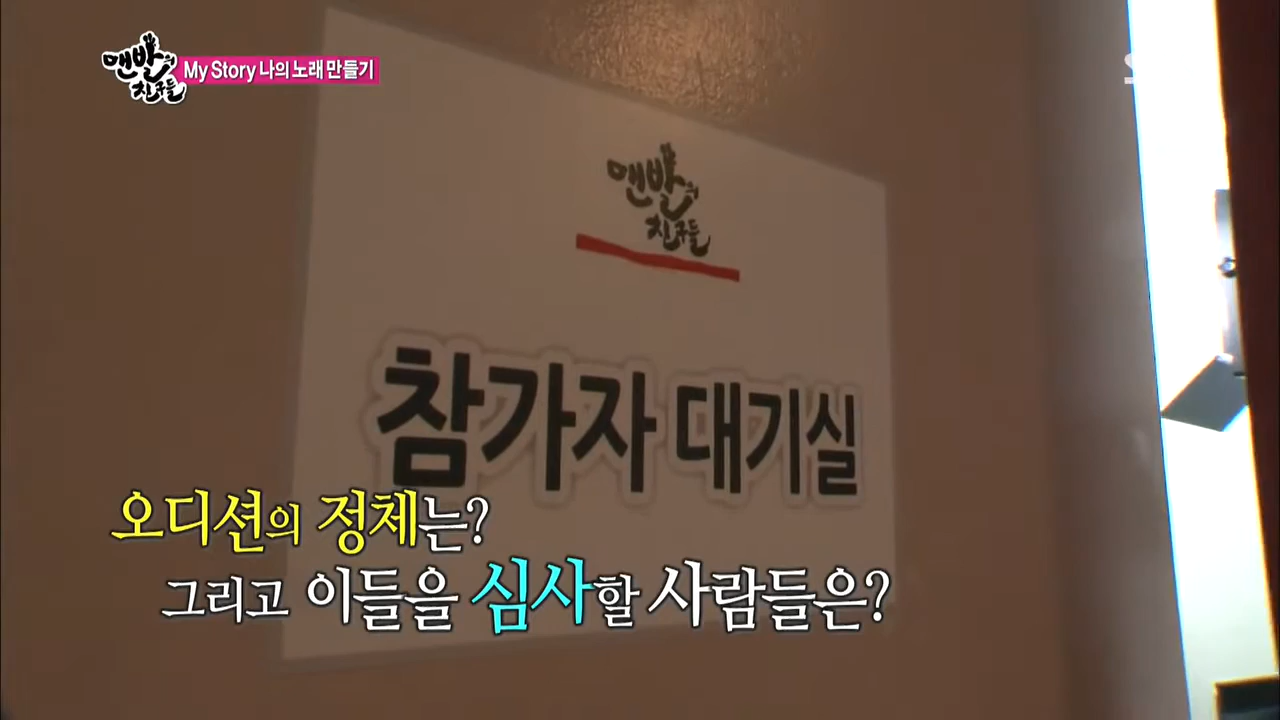 맨발의
친구들
My Story 나의 노래 만들기
S
맨발의
친구들
참가자 대기실
오디션의 정체는?
그리고 이들을 심사할 사람들은?